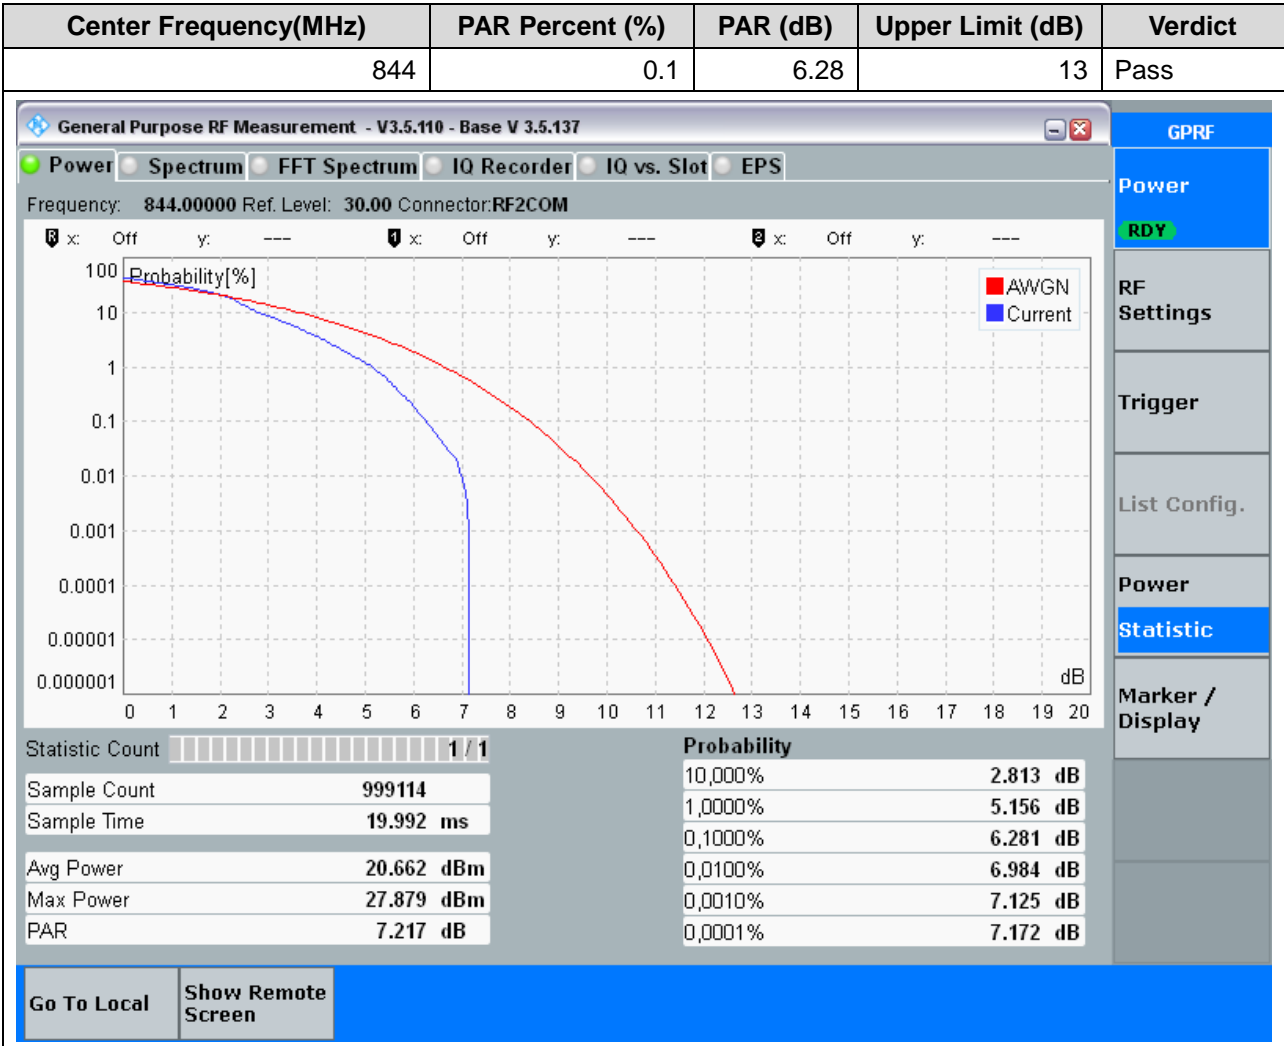 Center Frequency(MHz) PAR Percent (%) PAR (dB) Upper Limit (dB) Verdict
844 0.1 6.28 13 Pass
General Purpose RF Measurement - V3.5.110 - Base V 3.5.137
GPRF
Power Spectrum FFT Spectrum IQ Recorder IQ vs. Slot EPS
Frequency: 844.00000 Ref. Level: 30.00 Connector:RF2COM
R x: Off y: --- 1 x: Off y: --- 2 x: Off y: ---
Probability[%]
100
10
1
0.1
0.01
0.001
0.0001
0.00001
0.000001
AWGN
Current
dB
0 1 2 3 4 5 6 7 8 9 10 11 12 13 14 15 16 17 18 19 20
Statistic Count 1 / 1
Sample Count 999114
Sample Time 19.992 ms
Avg Power 20.662 dBm
Max Power 27.879 dBm
PAR 7.217 dB
Probability
10,000% 2.813 dB
1,0000% 5.156 dB
0,1000% 6.281 dB
0,0100% 6.984 dB
0,0010% 7.125 dB
0,0001% 7.172 dB
Power
RDY
RF
Settings
Trigger
List Config.
Power
Statistic
Marker /
Display
Go To Local
Show Remote
Screen